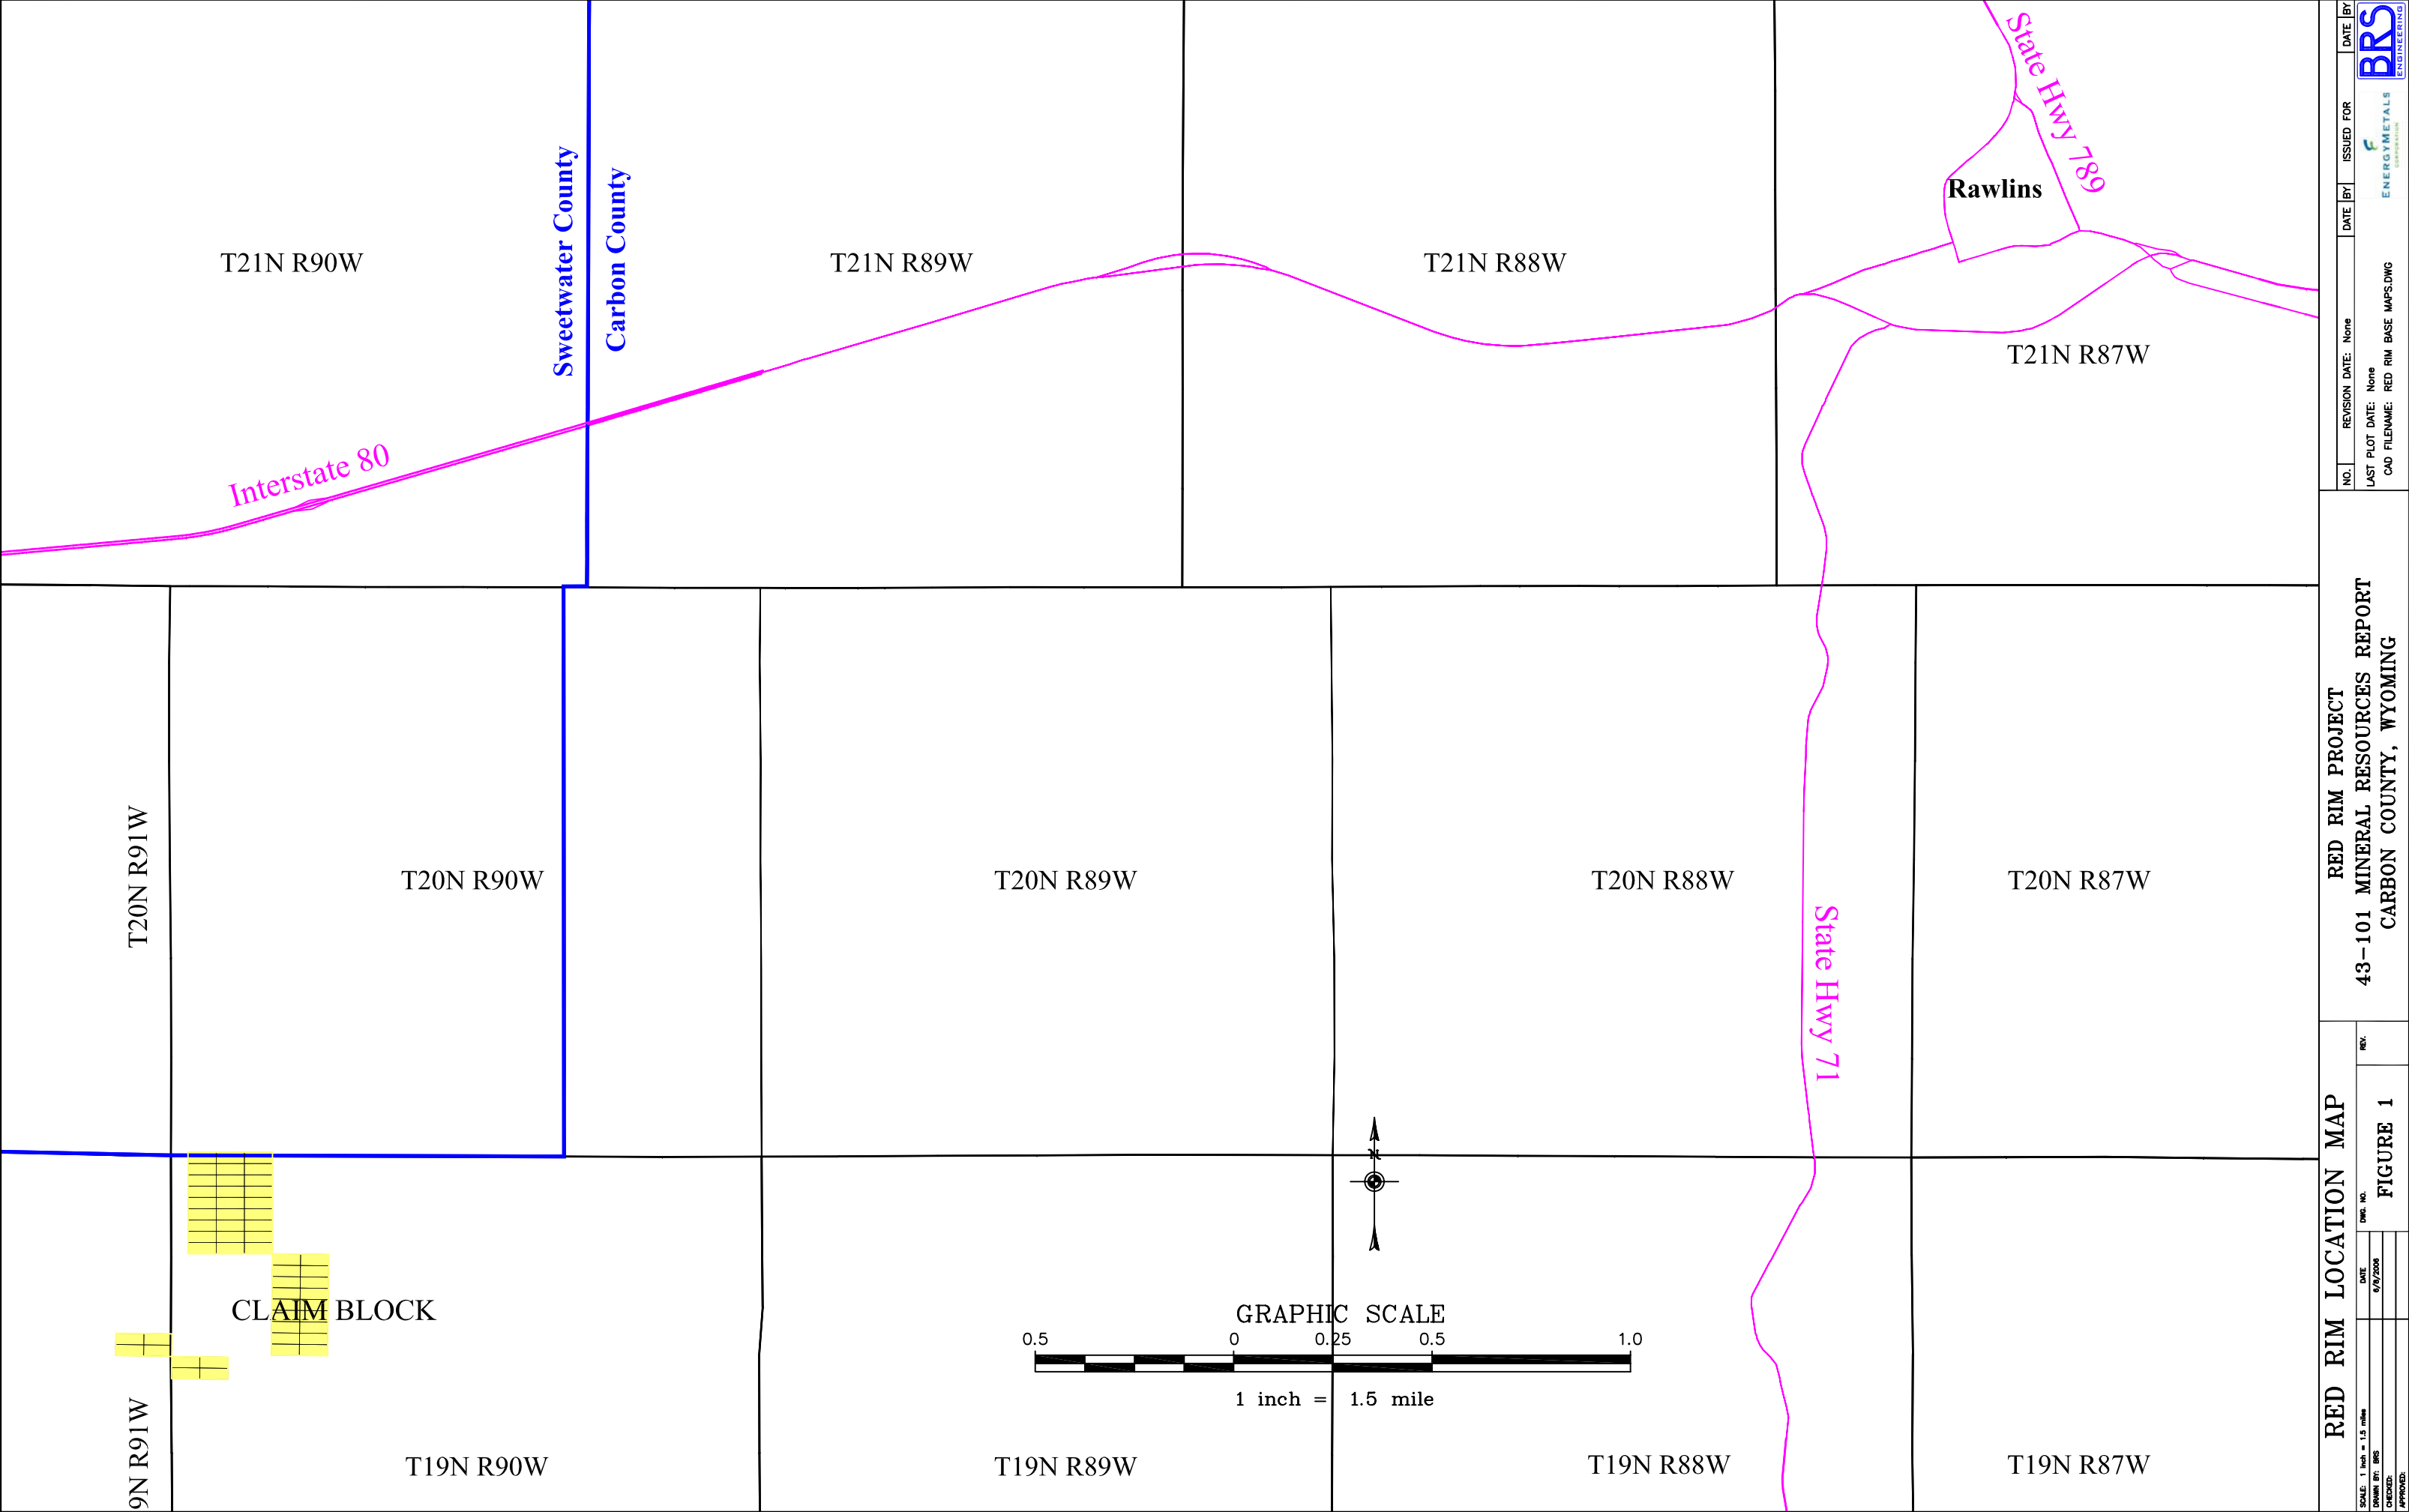 State Hwy 789
Rawlins
Sweetwater County
Carbon County
T21N R90W
T21N R89W
T21N R88W
T21N R87W
Interstate 80
T20N R91W
T20N R90W
T20N R89W
T20N R88W
T20N R87W
State Hwy 71
N
CLAIM BLOCK
GRAPHIC SCALE
0.5 0 0.25 0.5 1.0
1 inch = 1.5 mile
9N R91W
T19N R90W
T19N R89W
T19N R88W
T19N R87W
RED RIM LOCATION MAP
SCALE: 1 inch = 1.5 miles
DRAWN BY: BRS
CHECKED:
APPROVED:
DATE
6/8/2006
DWG. NO.
FIGURE 1
REV.
RED RIM PROJECT
43-101 MINERAL RESOURCES REPORT
CARBON COUNTY, WYOMING
NO. REVISION DATE: None DATE BY ISSUED FOR DATE BY
LAST PLOT DATE: None
CAD FILENAME: RED RIM BASE MAPS.DWG
ENERGYMETALS
CORPORATION
BRS
ENGINEERING